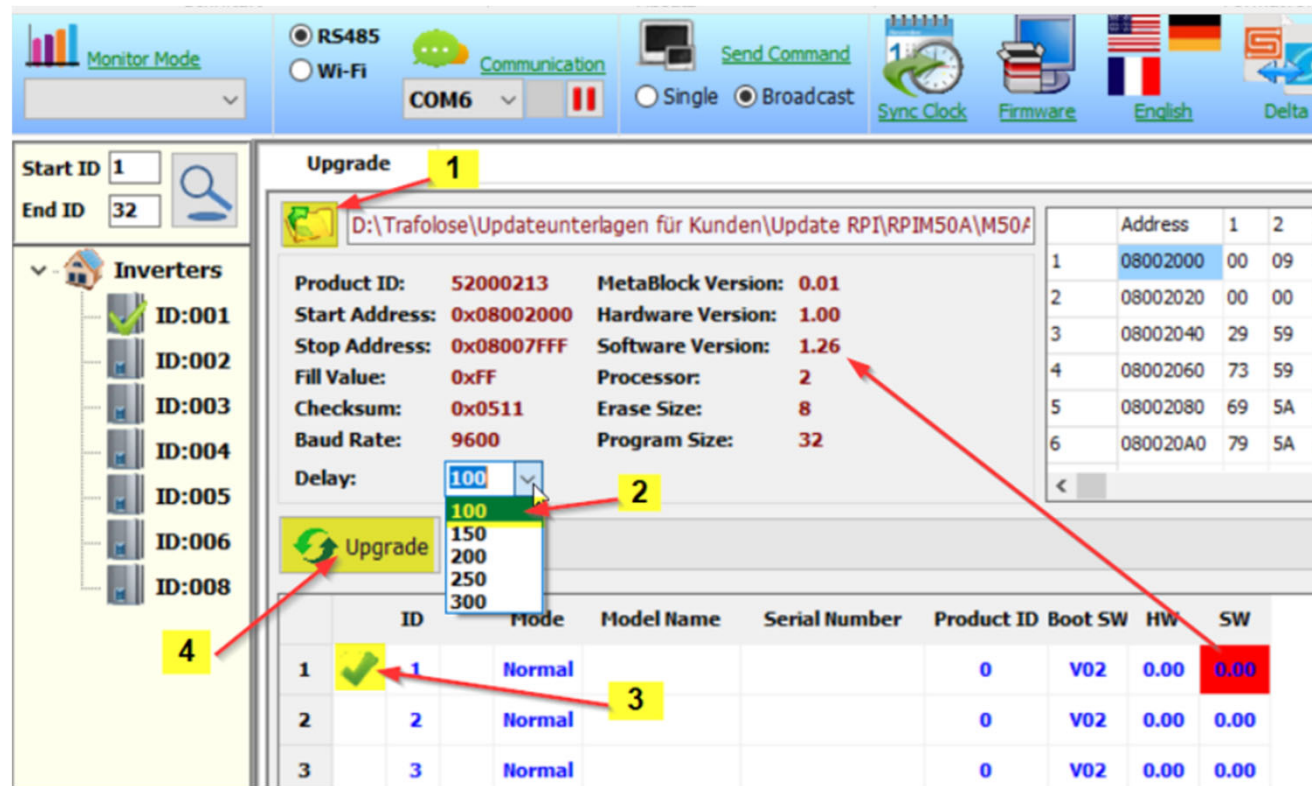 Monitor Mode
RS485
Wi-Fi
Communication
COM6
Send Command
Single Broadcast
1
Sync Clock
Firmware
English
Delta
Start ID 1
End ID 32
Inverters
ID:001
ID:002
ID:003
ID:004
ID:005
ID:006
ID:008
Upgrade
1
D:\Trafolose\Updateunterlagen für Kunden\Update RPI\RPIM50A\M50A
Product ID: 52000213 MetaBlock Version: 0.01
Start Address: 0x08002000 Hardware Version: 1.00
Stop Address: 0x08007FFF Software Version: 1.26
Fill Value: 0xFF Processor: 2
Checksum: 0x0511 Erase Size: 8
Baud Rate: 9600 Program Size: 32
Delay: 100
100
150
200
250
300
2
Address 1 2
1 08002000 00 09
2 08002020 00 00
3 08002040 29 59
4 08002060 73 59
5 08002080 69 5A
6 080020A0 79 5A
Upgrade
4
ID Mode Model Name Serial Number Product ID Boot SW HW SW
1 1 Normal 0 V02 0.00 0.00
3
2 2 Normal 0 V02 0.00 0.00
3 3 Normal 0 V02 0.00 0.00